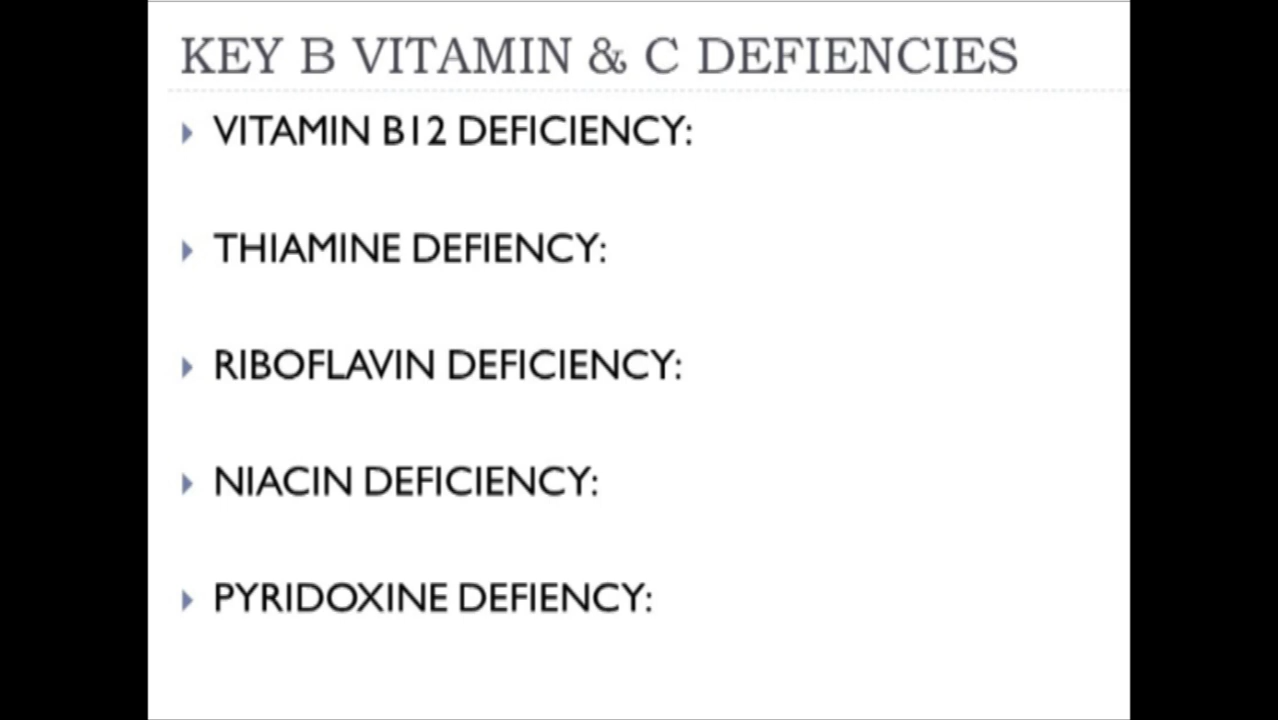 KEY B VITAMIN & C DEFIENCIES
VITAMIN B12 DEFICIENCY:
THIAMINE DEFIENCY:
RIBOFLAVIN DEFICIENCY:
NIACIN DEFICIENCY:
PYRIDOXINE DEFIENCY: